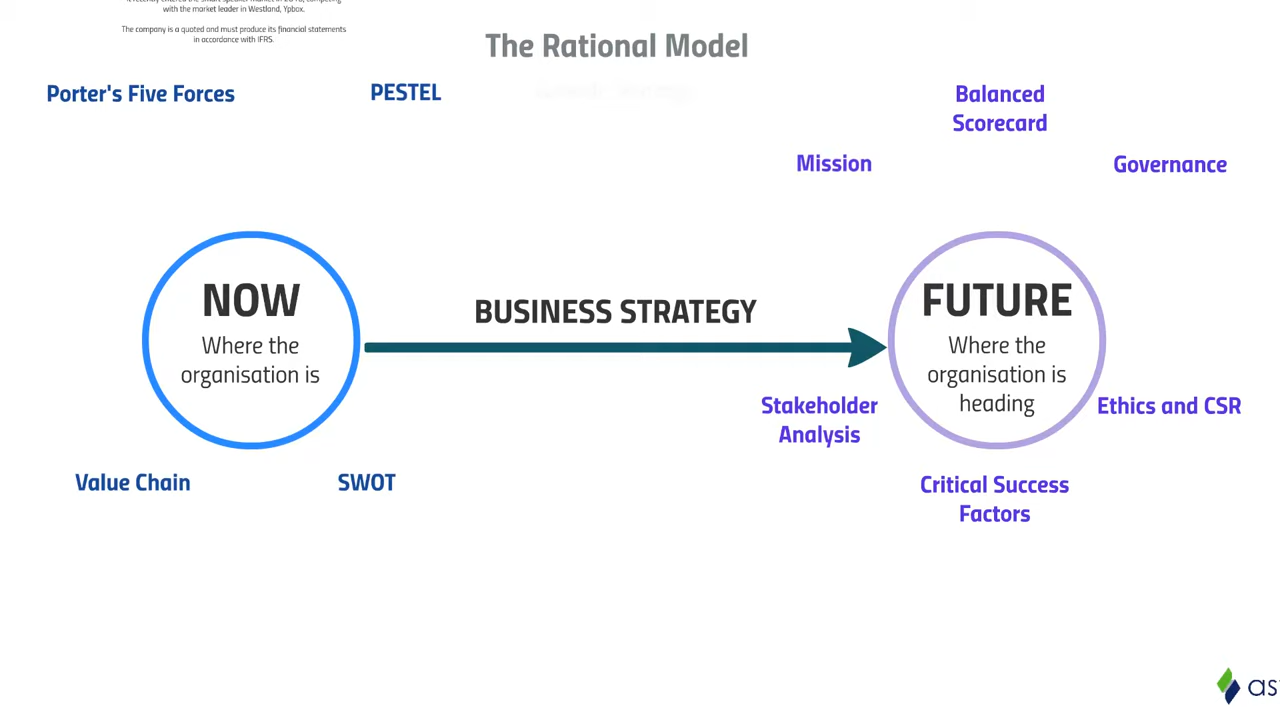 with the market leader in Westland, Ypbox.
The company is a quoted and must produce its financial statements
in accordance with IFRS.
The Rational Model
Porter's Five Forces
PESTEL
Balanced
Scorecard
Mission
Governance
NOW
Where the
organisation is
BUSINESS STRATEGY
FUTURE
Where the
organisation is
heading
Stakeholder
Analysis
Ethics and CSR
Value Chain
SWOT
Critical Success
Factors
as